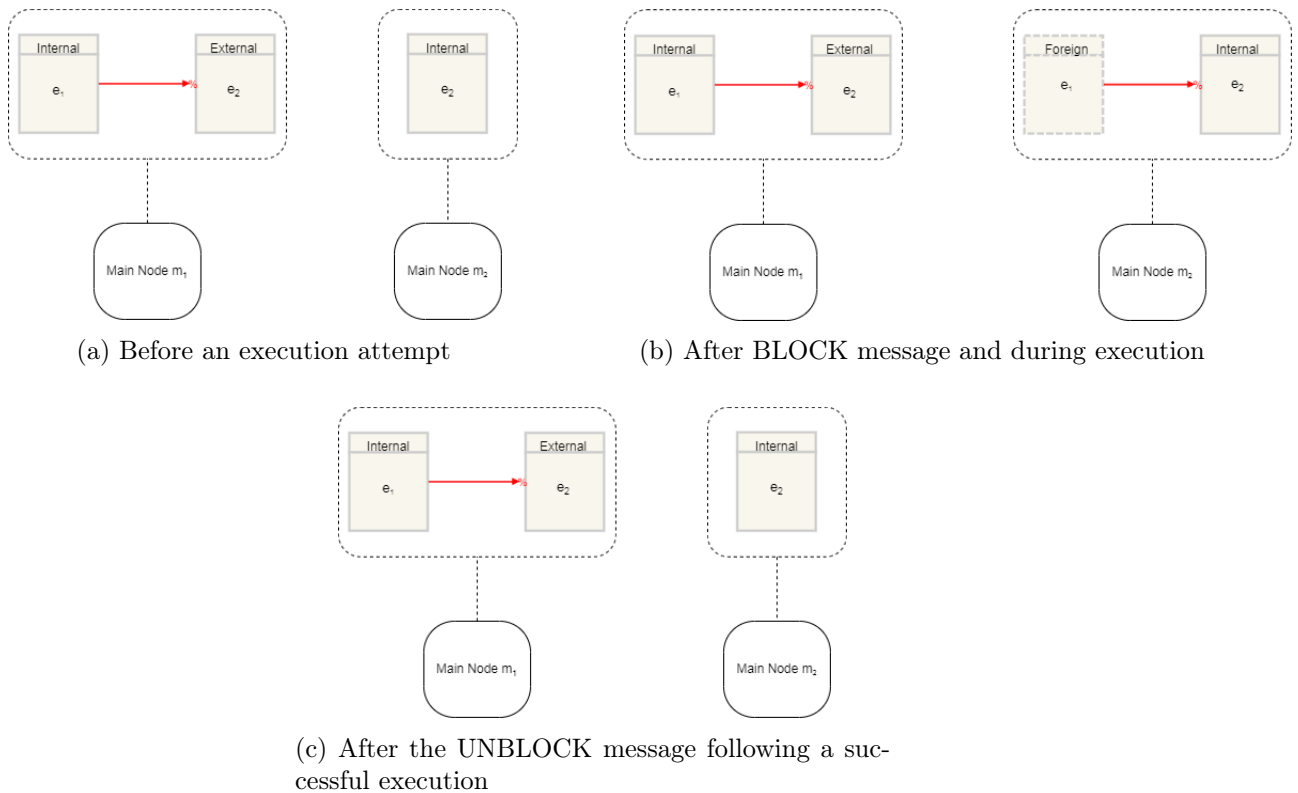 Internal
External
e₁
%
e₂
Main Node m₁
Internal
e₂
Main Node m₂
(a) Before an execution attempt
Internal
External
e₁
%
e₂
Main Node m₁
Foreign
Internal
e₁
%
e₂
Main Node m₂
(b) After BLOCK message and during execution
Internal
External
e₁
%
e₂
Main Node m₁
Internal
e₂
Main Node m₂
(c) After the UNBLOCK message following a suc-
cessful execution